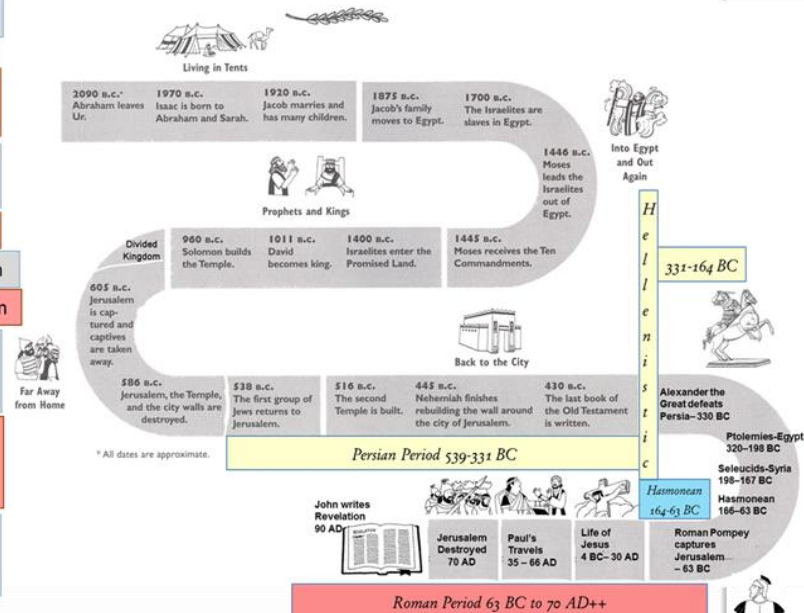 Living in Tents
2090 B.C.*
Abraham leaves
Ur.
1970 B.C.
Isaac is born to
Abraham and Sarah.
1920 B.C.
Jacob marries and
has many children.
1875 B.C.
Jacob's family
moves to Egypt.
1700 B.C.
The Israelites are
slaves in Egypt.
Into Egypt
and Out
Again
1446 B.C.
Moses
leads the
Israelites
out of
Egypt.
Prophets and Kings
Divided
Kingdom
960 B.C.
Solomon builds
the Temple.
1011 B.C.
David
becomes king.
1400 B.C.
Israelites enter the
Promised Land.
1445 B.C.
Moses receives the Ten
Commandments.
Hellenistic
331-164 BC
605 B.C.
Jerusalem
is cap-
tured and
captives
are taken
away.
Far Away
from Home
Back to the City
586 B.C.
Jerusalem, the Temple,
and the city walls are
destroyed.
538 B.C.
The first group of
Jews returns to
Jerusalem.
516 B.C.
The second
Temple is built.
445 B.C.
Nehemiah finishes
rebuilding the wall around
the city of Jerusalem.
430 B.C.
The last book of
the Old Testament
is written.
Alexander the
Great defeats
Persia– 330 BC
Ptolemies-Egypt
320–198 BC
Seleucids-Syria
198–167 BC
Hasmonean
166–63 BC
* All dates are approximate.
Persian Period 539-331 BC
Hasmonean
164-63 BC
John writes
Revelation
90 AD
REVELATION
Jerusalem
Destroyed
70 AD
Paul's
Travels
35 – 66 AD
Life of
Jesus
4 BC– 30 AD
Roman Pompey
captures
Jerusalem
– 63 BC
Roman Period 63 BC to 70 AD++